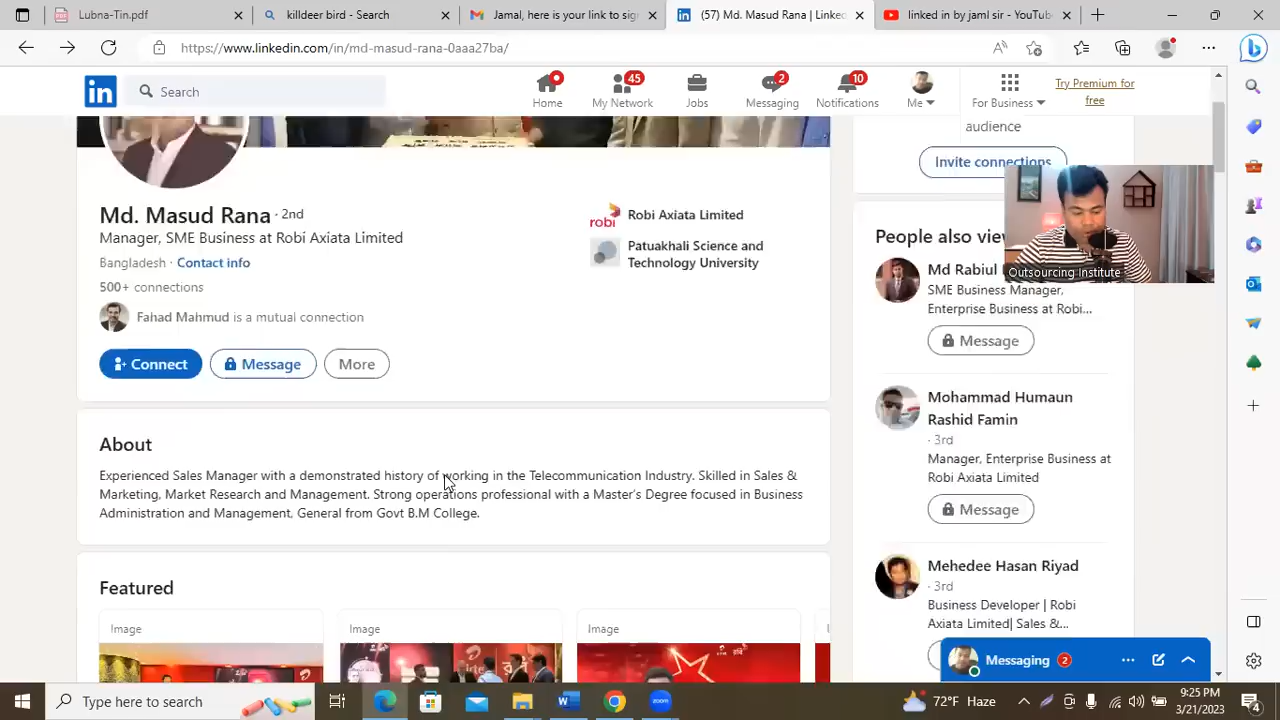 Lubna-Tin.pdf
killdeer bird - Search
Jamal, here is your link to sig
(57) Md. Masud Rana | Linked
linked in by jaml sir - YouTube
https://www.linkedin.com/in/md-masud-rana-0aaa27ba/
in
Search
Home
45
My Network
Jobs
2
Messaging
10
Notifications
Me
For Business
Try Premium for
free
audience
Invite connections
Md. Masud Rana · 2nd
Manager, SME Business at Robi Axiata Limited
Bangladesh · Contact info
500+ connections
Fahad Mahmud is a mutual connection
Connect
Message
More
robi
Robi Axiata Limited
Patuakhali Science and
Technology University
About
Experienced Sales Manager with a demonstrated history of working in the Telecommunication Industry. Skilled in Sales &
Marketing, Market Research and Management. Strong operations professional with a Master's Degree focused in Business
Administration and Management, General from Govt B.M College.
Featured
Image
Image
Image
People also view
Outsourcing Institute
Md Rabiul
SME Business Manager,
Enterprise Business at Robi...
Message
Mohammad Humaun
Rashid Famin
· 3rd
Manager, Enterprise Business at
Robi Axiata Limited
Message
Mehedee Hasan Riyad
· 3rd
Business Developer | Robi
Axiata Limited| Sales &...
Messaging 2
Type here to search
zoom
72°F Haze
9:25 PM
3/21/2023
4